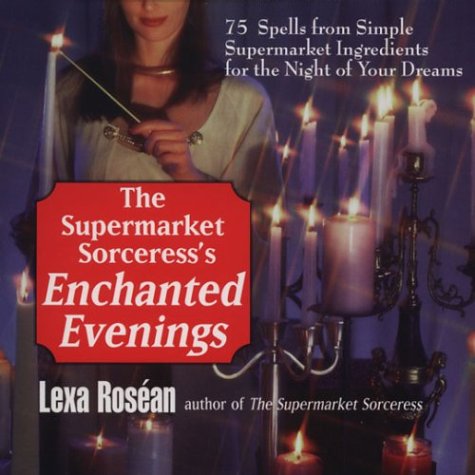 75 Spells from Simple
Supermarket Ingredients
for the Night of Your Dreams
The
Supermarket
Sorceress's
Enchanted
Evenings
Lexa Roséan author of The Supermarket Sorceress